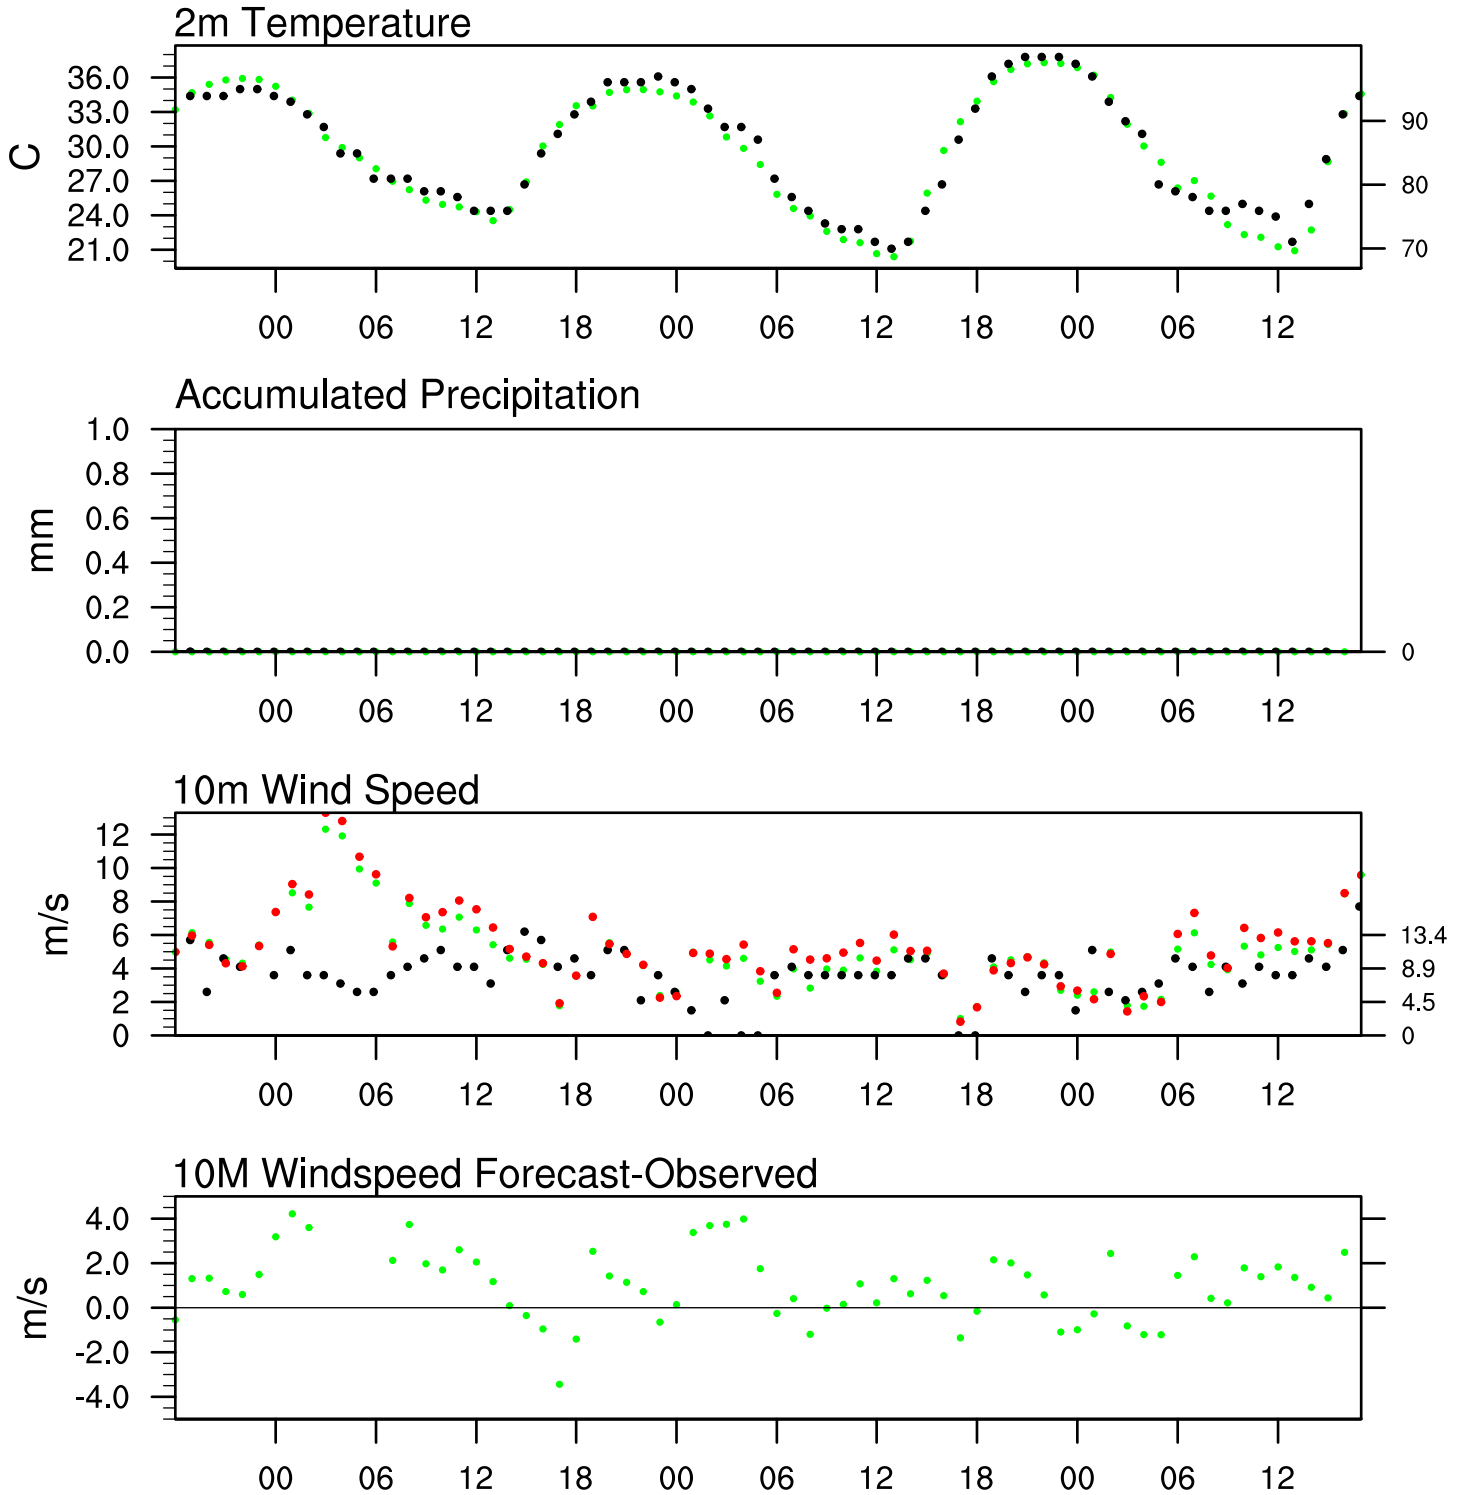 2m Temperature
36.0
33.0
30.0
27.0
24.0
21.0
C
90
80
70
00 06 12 18 00 06 12 18 00 06 12
Accumulated Precipitation
1.0
0.8
0.6
0.4
0.2
0.0
mm
0
00 06 12 18 00 06 12 18 00 06 12
10m Wind Speed
12
10
8
6
4
2
0
m/s
13.4
8.9
4.5
0
00 06 12 18 00 06 12 18 00 06 12
10M Windspeed Forecast-Observed
4.0
2.0
0.0
-2.0
-4.0
m/s
00 06 12 18 00 06 12 18 00 06 12